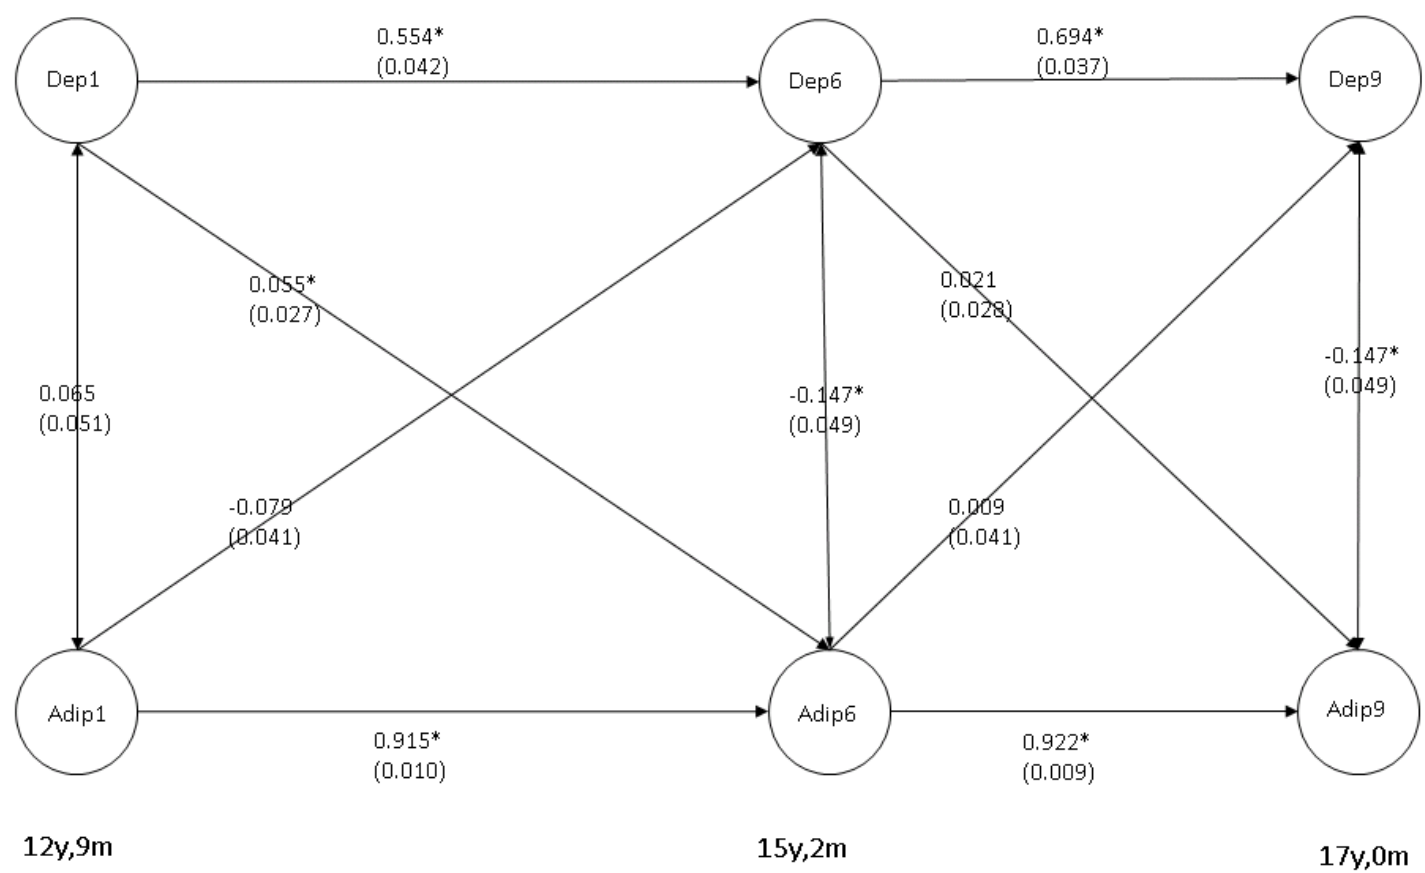 0.554*
(0.042)
0.694*
(0.037)
Dep1
Dep6
Dep9
0.055*
(0.027)
0.021
(0.028)
-0.147*
(0.049)
0.065
(0.051)
-0.147*
(0.049)
-0.079
(0.041)
0.009
(0.041)
Adip1
Adip6
Adip9
0.915*
(0.010)
0.922*
(0.009)
12y,9m
15y,2m
17y,0m